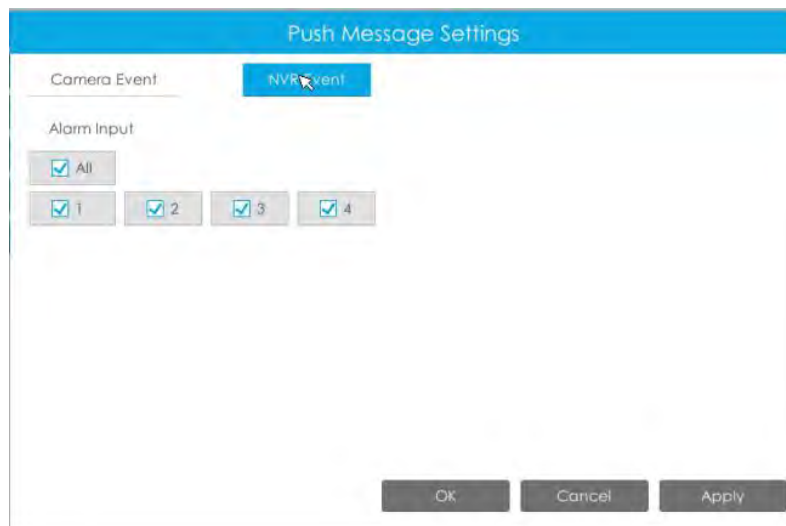 Push Message Settings
Camera Event NVR Event
Alarm Input
All
1 2 3 4
OK Cancel Apply